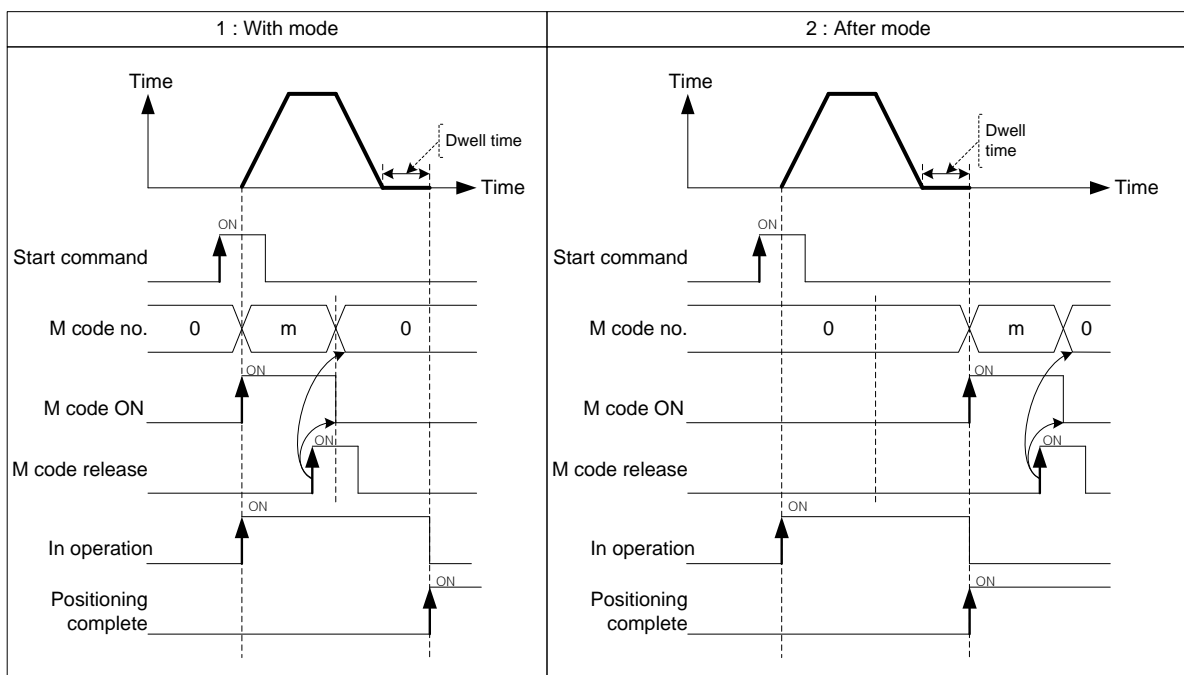 1 : With mode
Time
Dwell time
Time
ON
Start command
M code no.
0
m
0
ON
M code ON
ON
M code release
ON
In operation
ON
Positioning
complete
2 : After mode
Time
Dwell
time
Time
ON
Start command
M code no.
0
m
0
ON
M code ON
ON
M code release
ON
In operation
ON
Positioning
complete